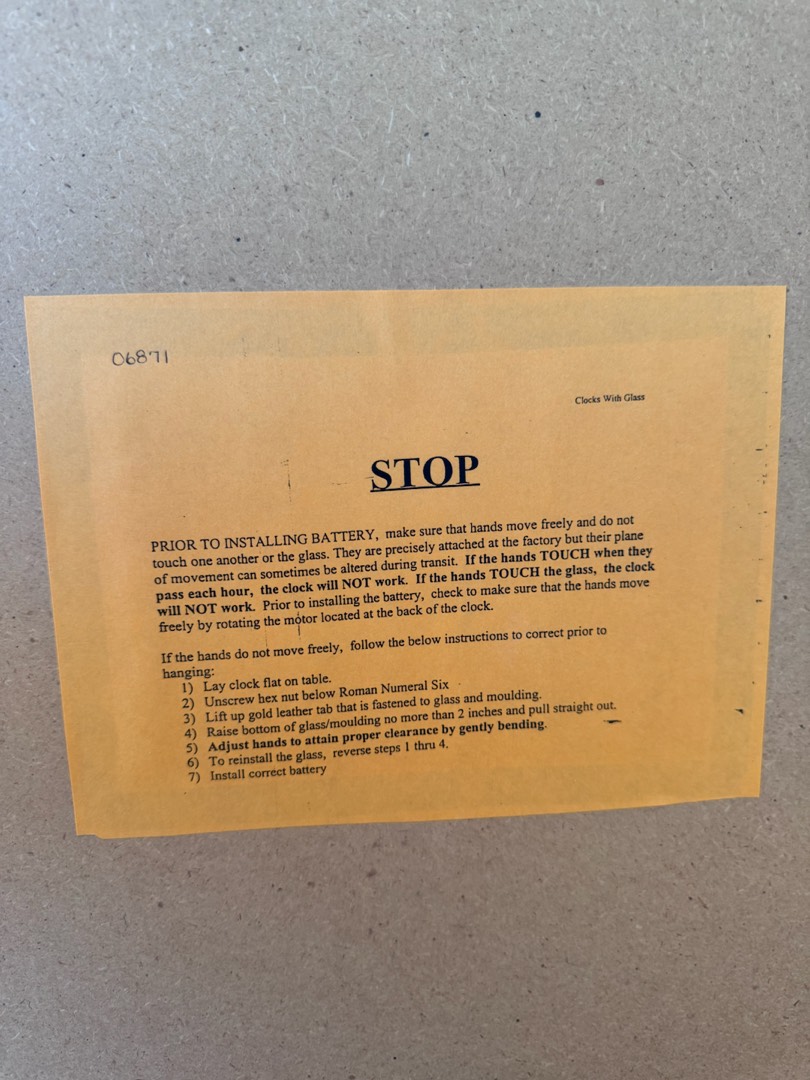 06871
Clocks With Glass
STOP
PRIOR TO INSTALLING BATTERY, make sure that hands move freely and do not
touch one another or the glass. They are precisely attached at the factory but their plane
of movement can sometimes be altered during transit. If the hands TOUCH when they
pass each hour, the clock will NOT work. If the hands TOUCH the glass, the clock
will NOT work. Prior to installing the battery, check to make sure that the hands move
freely by rotating the motor located at the back of the clock.
If the hands do not move freely, follow the below instructions to correct prior to
hanging:
1) Lay clock flat on table.
2) Unscrew hex nut below Roman Numeral Six
3) Lift up gold leather tab that is fastened to glass and moulding.
4) Raise bottom of glass/moulding no more than 2 inches and pull straight out.
5) Adjust hands to attain proper clearance by gently bending.
6) To reinstall the glass, reverse steps 1 thru 4.
7) Install correct battery